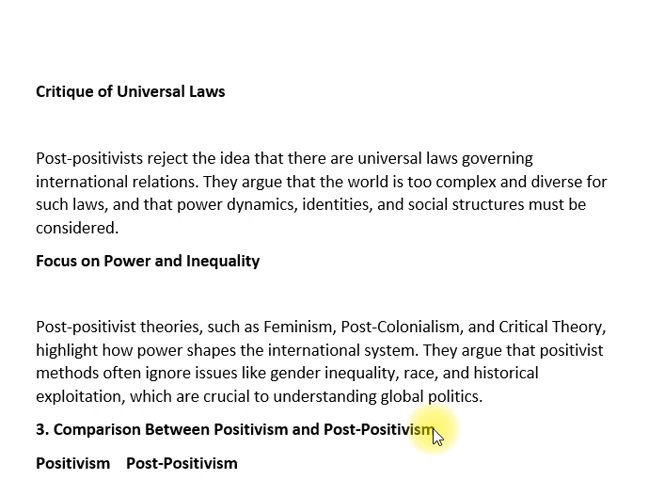 Critique of Universal Laws
Post-positivists reject the idea that there are universal laws governing
international relations. They argue that the world is too complex and diverse for
such laws, and that power dynamics, identities, and social structures must be
considered.
Focus on Power and Inequality
Post-positivist theories, such as Feminism, Post-Colonialism, and Critical Theory,
highlight how power shapes the international system. They argue that positivist
methods often ignore issues like gender inequality, race, and historical
exploitation, which are crucial to understanding global politics.
3. Comparison Between Positivism and Post-Positivism
Positivism Post-Positivism